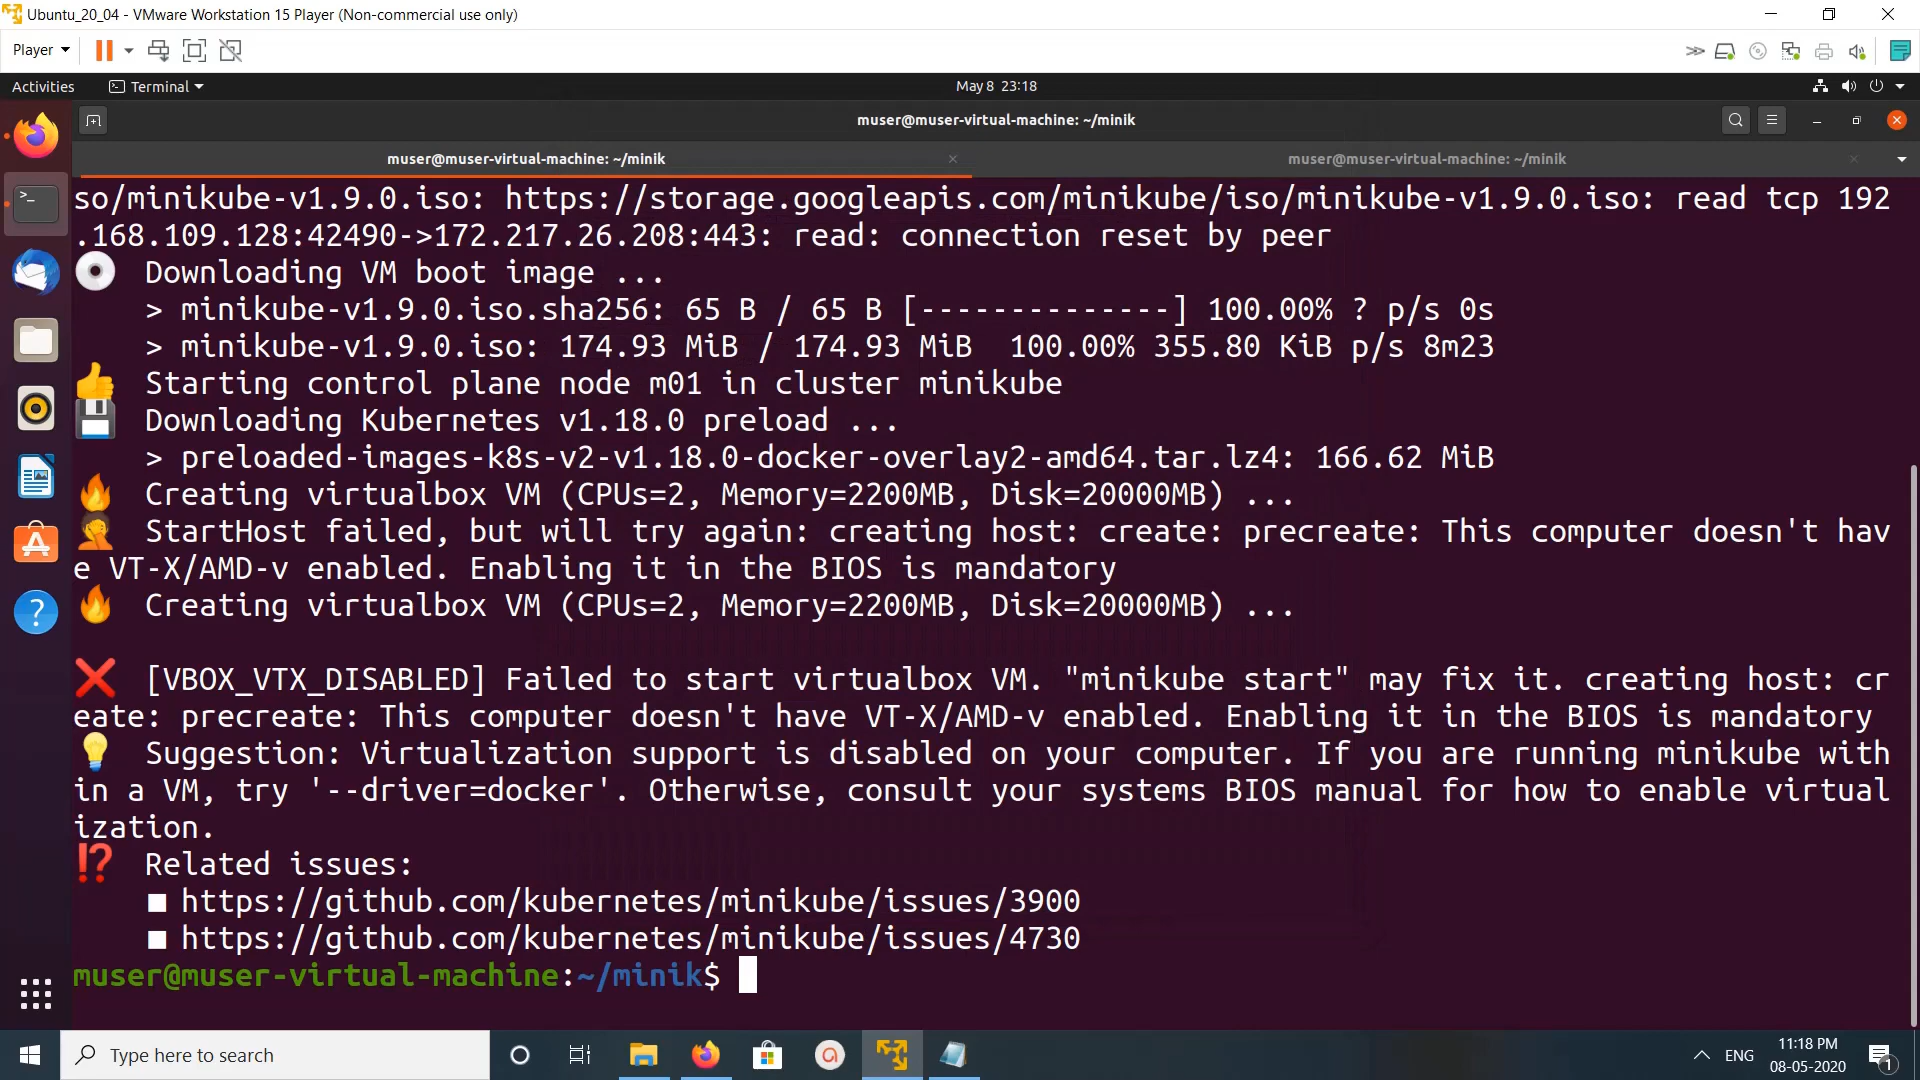 Ubuntu_20_04 - VMware Workstation 15 Player (Non-commercial use only)
Player
Activities
Terminal
May 8 23:18
muser@muser-virtual-machine: ~/minik
muser@muser-virtual-machine: ~/minik
muser@muser-virtual-machine: ~/minik
so/minikube-v1.9.0.iso: https://storage.googleapis.com/minikube/iso/minikube-v1.9.0.iso: read tcp 192
.168.109.128:42490->172.217.26.208:443: read: connection reset by peer
Downloading VM boot image ...
> minikube-v1.9.0.iso.sha256: 65 B / 65 B [--------------] 100.00% ? p/s 0s
> minikube-v1.9.0.iso: 174.93 MiB / 174.93 MiB  100.00% 355.80 KiB p/s 8m23
Starting control plane node m01 in cluster minikube
Downloading Kubernetes v1.18.0 preload ...
> preloaded-images-k8s-v2-v1.18.0-docker-overlay2-amd64.tar.lz4: 166.62 MiB
Creating virtualbox VM (CPUs=2, Memory=2200MB, Disk=20000MB) ...
StartHost failed, but will try again: creating host: create: precreate: This computer doesn't hav
e VT-X/AMD-v enabled. Enabling it in the BIOS is mandatory
Creating virtualbox VM (CPUs=2, Memory=2200MB, Disk=20000MB) ...
[VBOX_VTX_DISABLED] Failed to start virtualbox VM. "minikube start" may fix it. creating host: cr
eate: precreate: This computer doesn't have VT-X/AMD-v enabled. Enabling it in the BIOS is mandatory
Suggestion: Virtualization support is disabled on your computer. If you are running minikube with
in a VM, try '--driver=docker'. Otherwise, consult your systems BIOS manual for how to enable virtual
ization.
Related issues:
https://github.com/kubernetes/minikube/issues/3900
https://github.com/kubernetes/minikube/issues/4730
muser@muser-virtual-machine:~/minik$
Type here to search
ENG
11:18 PM
08-05-2020
1